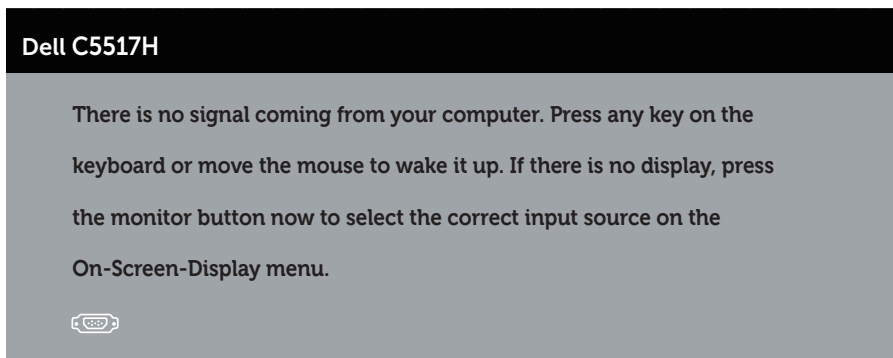 Dell C5517H
There is no signal coming from your computer. Press any key on the
keyboard or move the mouse to wake it up. If there is no display, press
the monitor button now to select the correct input source on the
On-Screen-Display menu.